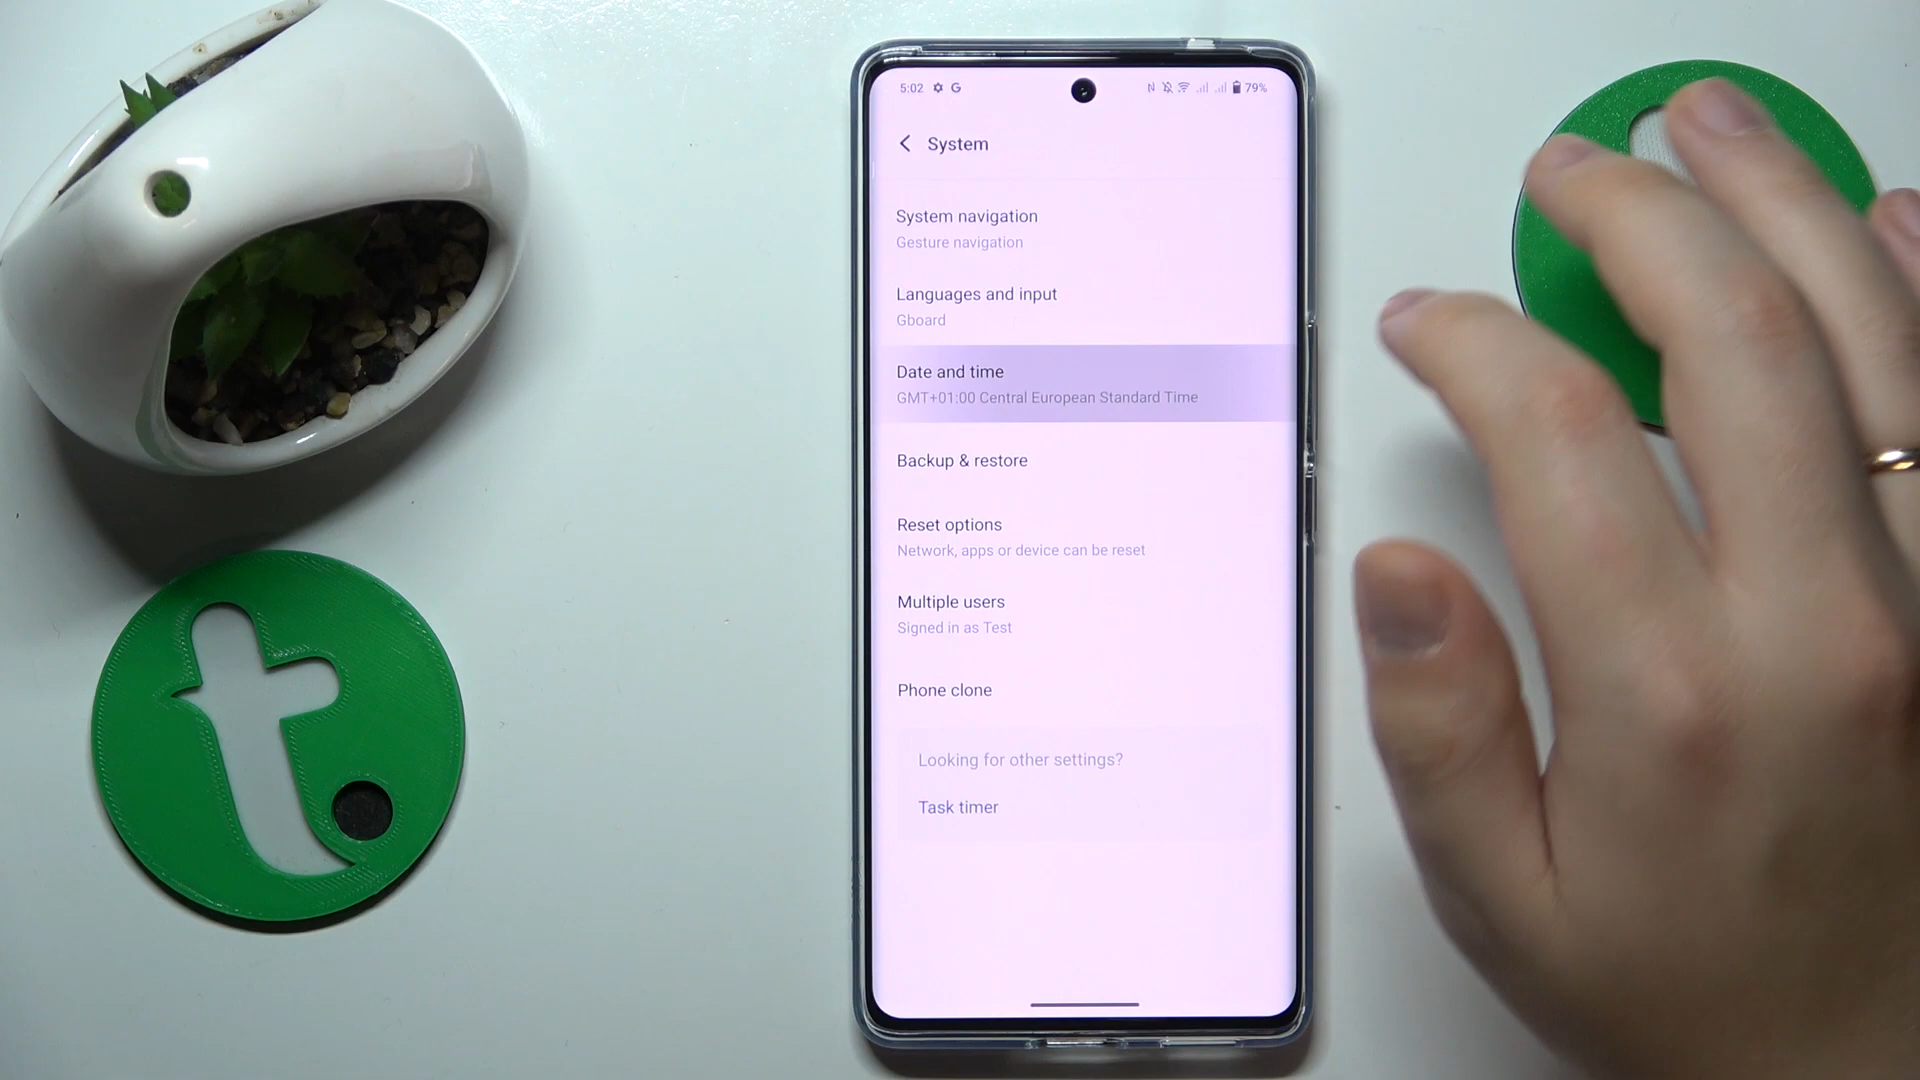 5:02 G 79%
System
System navigation
Gesture navigation
Languages and input
Gboard
Date and time
GMT+01:00 Central European Standard Time
Backup & restore
Reset options
Network, apps or device can be reset
Multiple users
Signed in as Test
Phone clone
Looking for other settings?
Task timer
t